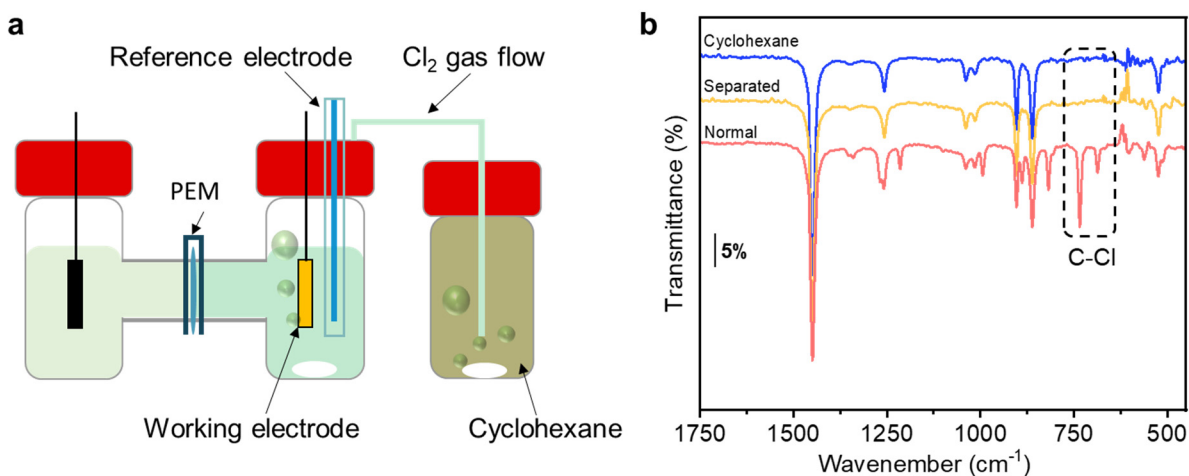 a
Reference electrode
Cl₂ gas flow
PEM
Working electrode
Cyclohexane
b
Cyclohexane
Separated
Normal
5%
C-Cl
Transmittance (%)
1750 1500 1250 1000 750 500
Wavenember (cm⁻¹)